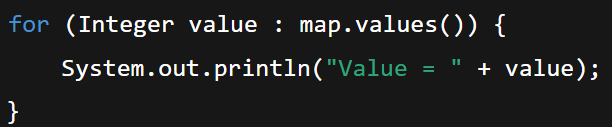 for (Integer value : map.values()) {
    System.out.println("Value = " + value);
}